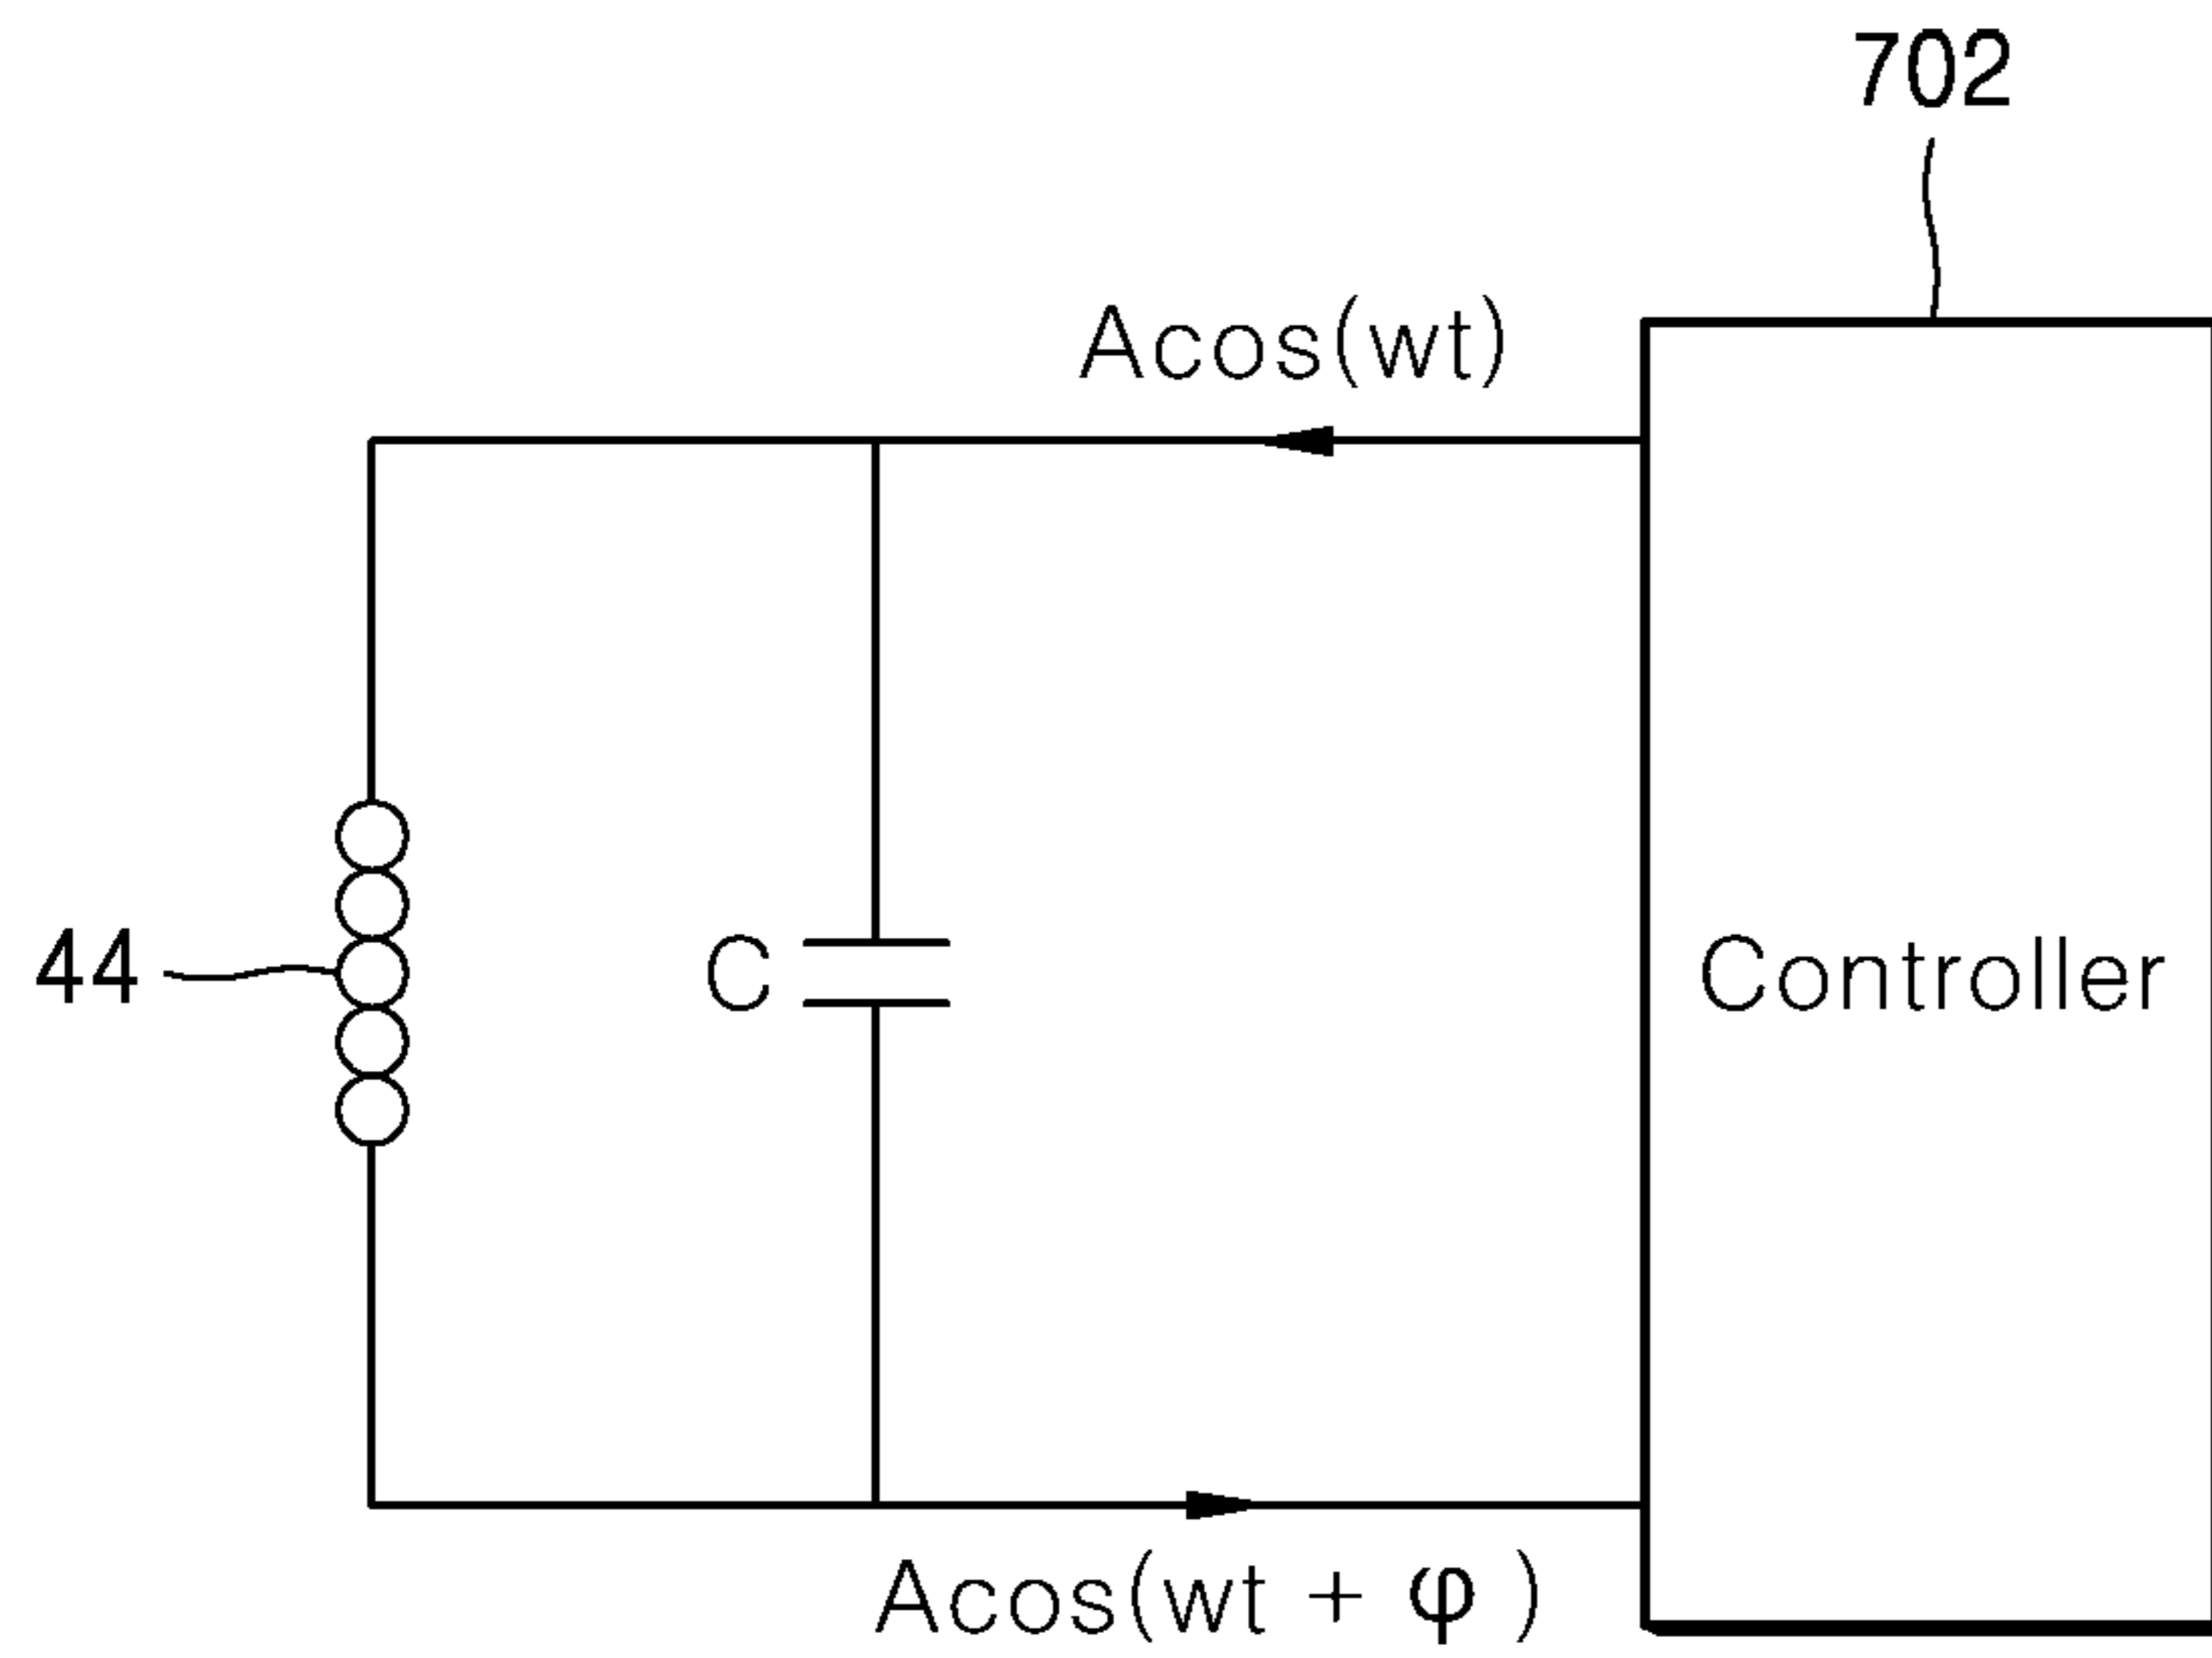 702
Acos(wt)
44
C
Controller
Acos(wt + φ )